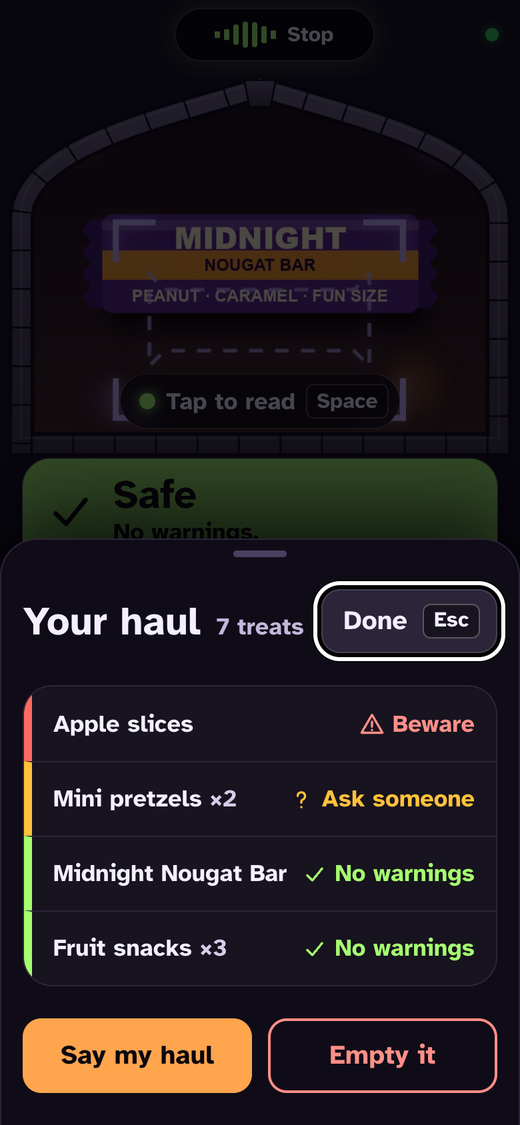 Stop
MIDNIGHT
NOUGAT BAR
PEANUT · CARAMEL · FUN SIZE
Tap to read Space
Safe
No warnings.
Your haul 7 treats Done Esc
Apple slices Beware
Mini pretzels ×2 ? Ask someone
Midnight Nougat Bar No warnings
Fruit snacks ×3 No warnings
Say my haul Empty it